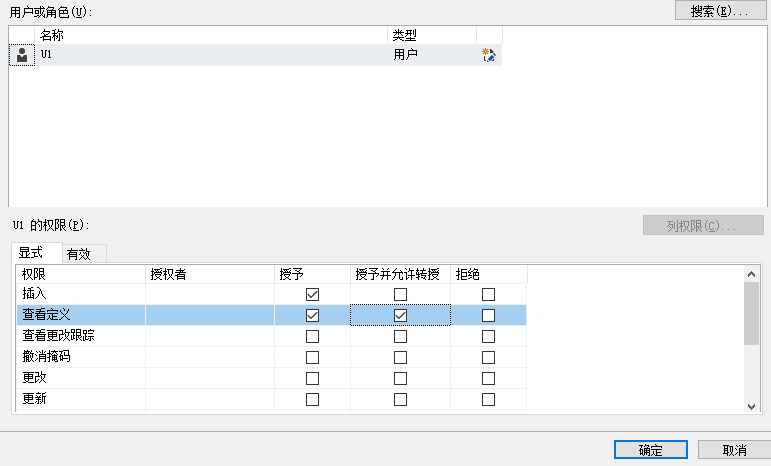 用户或角色(U):
搜索(E)...
名称 类型
U1 用户
U1 的权限(P):
列权限(C)...
显式 有效
权限 授权者 授予 授予并允许转授 拒绝
插入
查看定义
查看更改跟踪
撤消掩码
更改
更新
确定 取消